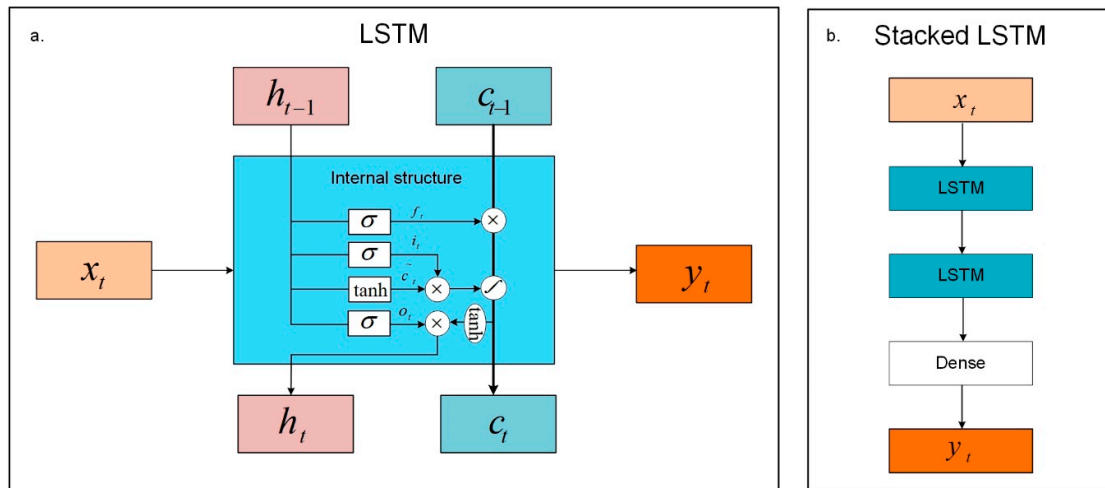 a.
LSTM
h_{t-1}
c_{t-1}
Internal structure
σ
f_t
×
σ
i_t
x_t
tanh
c̃_t
×
∫
y_t
σ
o_t
×
tanh
h_t
c_t
b.
Stacked LSTM
x_t
LSTM
LSTM
Dense
y_t